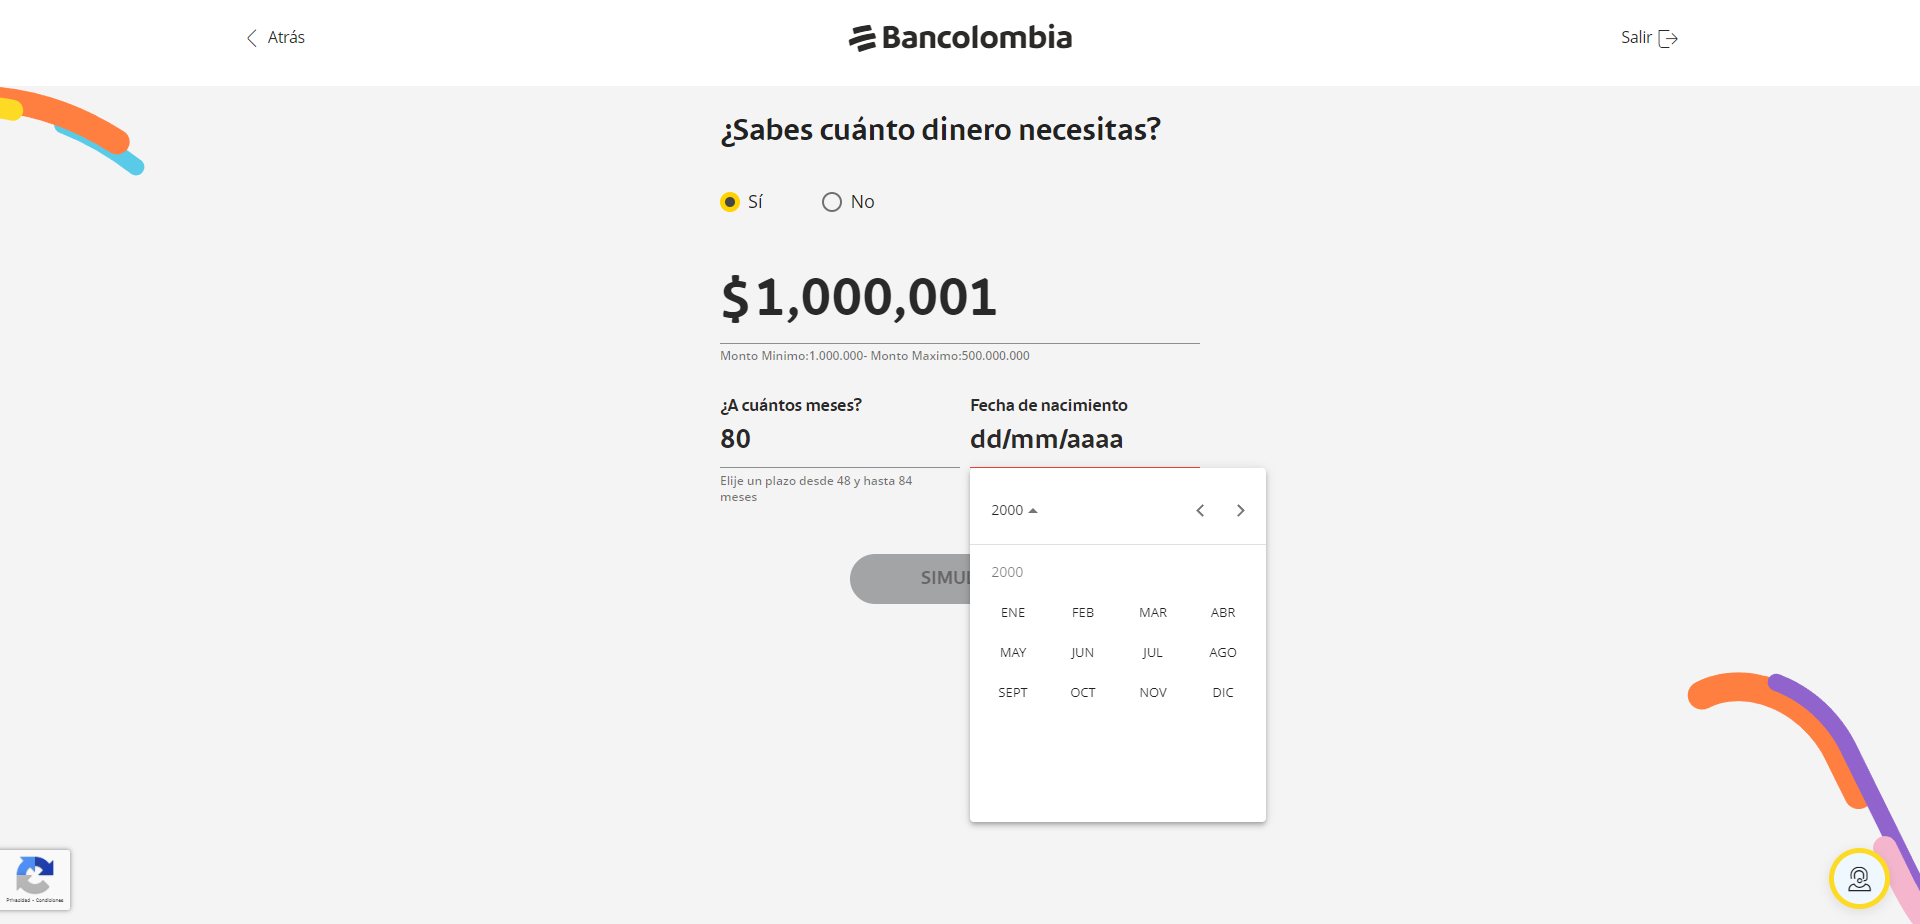 Atrás
Bancolombia
Salir
¿Sabes cuánto dinero necesitas?
Sí
No
$1,000,001
Monto Minimo:1.000.000- Monto Maximo:500.000.000
¿A cuántos meses?
80
Elije un plazo desde 48 y hasta 84
meses
Fecha de nacimiento
dd/mm/aaaa
SIMUL
2000
2000
ENE FEB MAR ABR
MAY JUN JUL AGO
SEPT OCT NOV DIC
Privacidad - Condiciones